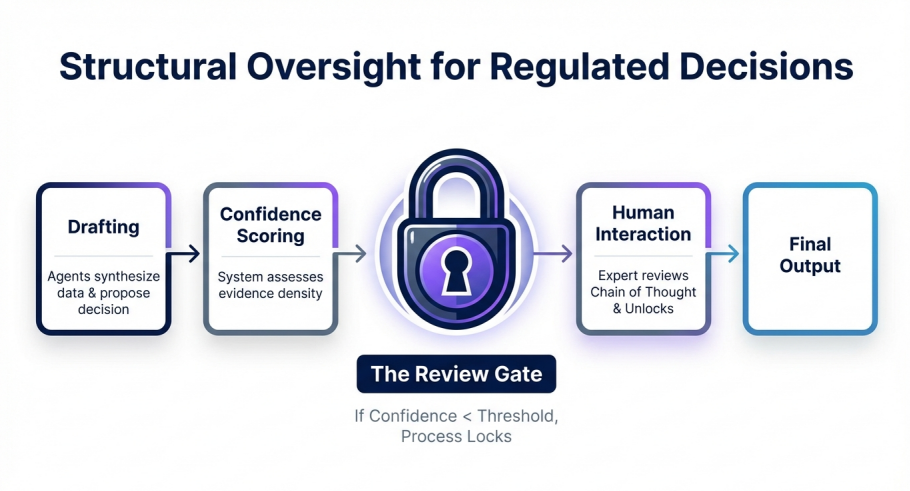 Structural Oversight for Regulated Decisions
Drafting
Agents synthesize
data & propose
decision
Confidence
Scoring
System assesses
evidence density
The Review Gate
If Confidence < Threshold,
Process Locks
Human
Interaction
Expert reviews
Chain of Thought
& Unlocks
Final
Output